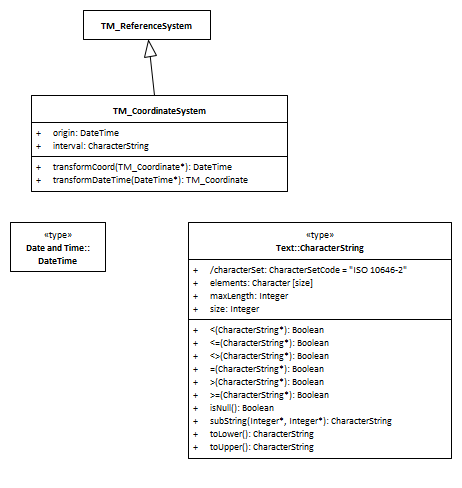 TM_ReferenceSystem
TM_CoordinateSystem
+ origin: DateTime
+ interval: CharacterString
+ transformCoord(TM_Coordinate*): DateTime
+ transformDateTime(DateTime*): TM_Coordinate
«type»
Date and Time::
DateTime
«type»
Text::CharacterString
+ /characterSet: CharacterSetCode = "ISO 10646-2"
+ elements: Character [size]
+ maxLength: Integer
+ size: Integer
+ <(CharacterString*): Boolean
+ <=(CharacterString*): Boolean
+ <>(CharacterString*): Boolean
+ =(CharacterString*): Boolean
+ >(CharacterString*): Boolean
+ >=(CharacterString*): Boolean
+ isNull(): Boolean
+ subString(Integer*, Integer*): CharacterString
+ toLower(): CharacterString
+ toUpper(): CharacterString